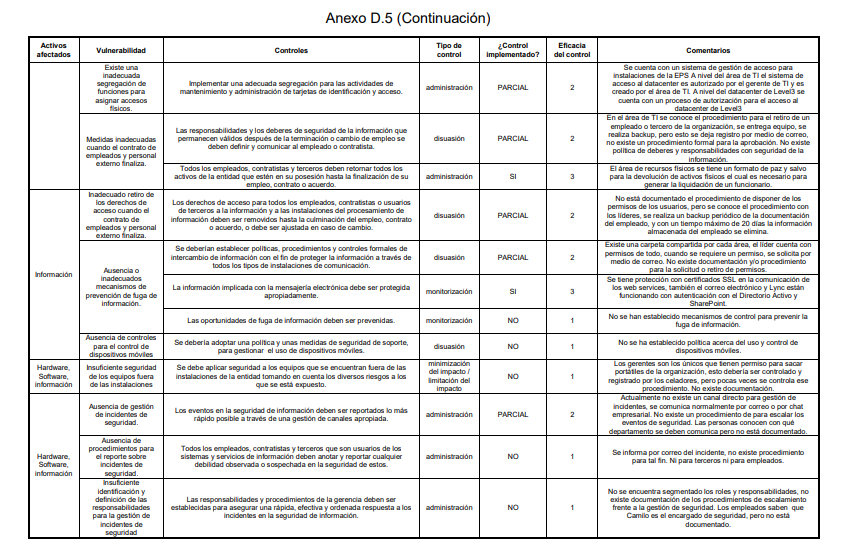 Anexo D.5 (Continuación)
Activos
afectados
Vulnerabilidad
Controles
Tipo de
control
¿Control
implementado?
Eficacia
del control
Comentarios
Existe una
inadecuada
segregación de
funciones para
asignar accesos
físicos.
Implementar una adecuada segregación para las actividades de
mantenimiento y administración de tarjetas de identificación y acceso.
administración
PARCIAL
2
Se cuenta con un sistema de gestión de acceso para
instalaciones de la EPS A nivel del área de TI el sistema de
acceso al datacenter es autorizado por el gerente de TI y es
creado por el área de TI. A nivel del datacenter de Level3 se
cuenta con un proceso de autorización para el acceso al
datacenter de Level3
Medidas inadecuadas
cuando el contrato de
empleados y personal
externo finaliza.
Las responsabilidades y los deberes de seguridad de la información que
permanecen válidos después de la terminación o cambio de empleo se
deben definir y comunicar al empleado o contratista.
disuasión
PARCIAL
2
En el área de TI se conoce el procedimiento para el retiro de un
empleado o tercero de la organización, se entrega equipo, se
realiza backup, pero esto se deja registro por medio de correo,
no existe un procedimiento formal para la aprobación. No existe
política de deberes y responsabilidades con seguridad de la
información.
Todos los empleados, contratistas y terceros deben retornar todos los
activos de la entidad que estén en su posesión hasta la finalización de su
empleo, contrato o acuerdo.
administración
SI
3
El área de recursos físicos se tiene un formato de paz y salvo
para la devolución de activos físicos el cual es necesario para
generar la liquidación de un funcionario.
Información
Inadecuado retiro de
los derechos de
acceso cuando el
contrato de
empleados y personal
externo finaliza.
Los derechos de acceso para todos los empleados, contratistas o usuarios
de terceros a la información y a las instalaciones del procesamiento de
información deben ser removidos hasta la culminación del empleo, contrato
o acuerdo, o debe ser ajustada en caso de cambio.
disuasión
PARCIAL
2
No está documentado el procedimiento de disponer de los
permisos de los usuarios, pero se conoce el procedimiento con
los líderes, se realiza un backup periódico de la documentación
del empleado, y con un tiempo máximo de 20 días la información
almacenada del empleado se elimina.
Ausencia o
inadecuados
mecanismos de
prevención de fuga de
información.
Se deberían establecer políticas, procedimientos y controles formales de
intercambio de información con el fin de proteger la información a través de
todos los tipos de instalaciones de comunicación.
disuasión
PARCIAL
2
Existe una carpeta compartida por cada área, el líder cuenta con
permisos de todo, cuando se requiere un permiso, se solicita por
medio de correo. No existe documentación y/o procedimiento
para la solicitud o retiro de permisos.
La información implicada con la mensajería electrónica debe ser protegida
apropiadamente.
monitorización
SI
3
Se tiene protección con certificados SSL en la comunicación de
los web services, también el correo electrónico y Lync están
funcionando con autenticación con el Directorio Activo y
SharePoint.
Las oportunidades de fuga de información deben ser prevenidas.
monitorización
NO
1
No se han establecido mecanismos de control para prevenir la
fuga de información.
Ausencia de controles
para el control de
dispositivos móviles
Se debería adoptar una política y unas medidas de seguridad de soporte,
para gestionar el uso de dispositivos móviles.
disuasión
NO
1
No se ha establecido política acerca del uso y control de
dispositivos móviles.
Hardware,
Software,
información
Insuficiente seguridad
de los equipos fuera
de las instalaciones
Se debe aplicar seguridad a los equipos que se encuentran fuera de las
instalaciones de la entidad tomando en cuenta los diversos riesgos a los
que se está expuesto.
minimización
del impacto /
limitación del
impacto
NO
1
Los gerentes son los únicos que tienen permiso para sacar
portátiles de la organización, esto debería ser controlado y
registrado por los celadores, pero pocas veces se controla ese
procedimiento. No existe documentación.
Hardware,
Software,
información
Ausencia de gestión
de incidentes de
seguridad.
Los eventos en la seguridad de información deben ser reportados lo más
rápido posible a través de una gestión de canales apropiada.
administración
PARCIAL
2
Actualmente no existe un canal directo para gestión de
incidentes, se comunica normalmente por correo o por chat
empresarial. No existe un procedimiento de para escalar los
eventos de seguridad. Las personas conocen con qué
departamento se deben comunica pero no está documentado.
Ausencia de
procedimientos para
el reporte sobre
incidentes de
seguridad.
Todos los empleados, contratistas y terceros que son usuarios de los
sistemas y servicios de información deben anotar y reportar cualquier
debilidad observada o sospechada en la seguridad de estos.
administración
NO
1
Se informa por correo del incidente, no existe procedimiento
para tal fin. Ni para terceros ni para empleados.
Insuficiente
identificación y
definición de las
responsabilidades
para la gestión de
incidentes de
seguridad
Las responsabilidades y procedimientos de la gerencia deben ser
establecidas para asegurar una rápida, efectiva y ordenada respuesta a los
incidentes en la seguridad de información.
administración
NO
1
No se encuentra segmentado los roles y responsabilidades, no
existe documentación de los procedimientos de escalamiento
frente a la gestión de seguridad. Los empleados saben que
Camilo es el encargado de seguridad, pero no está
documentado.